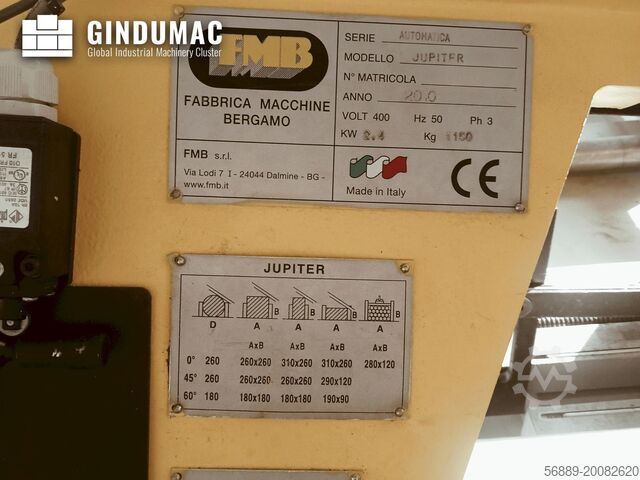 GINDUMAC
Global Industrial Machinery Cluster
FMB
FABBRICA MACCHINE
BERGAMO
FMB s.r.l.
Via Lodi 7 I - 24044 Dalmine - BG -
www.fmb.it
SERIE AUTOMATICA
MODELLO JUPITER
N° MATRICOLA
ANNO
VOLT 400 Hz 50 Ph 3
KW 2.4 Kg 1150
Made in Italy
CE
JUPITER
B B B B
D A A A A
AxB AxB AxB AxB
0° 260 260x260 310x260 310x260 280x120
45° 260 260x260 260x260 290x120
60° 180 180x180 180x180 190x90
56889-20082620